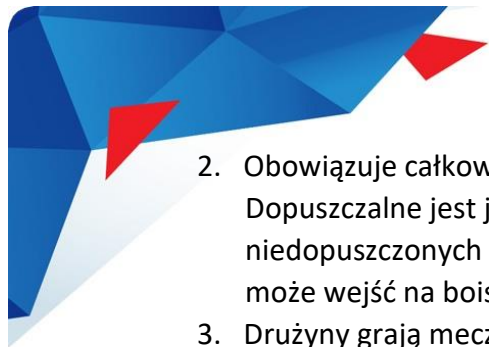 2. Obowiązuje całkow
Dopuszczalne jest j
niedopuszczonych
może wejść na bois
3. Drużyny grają mecz